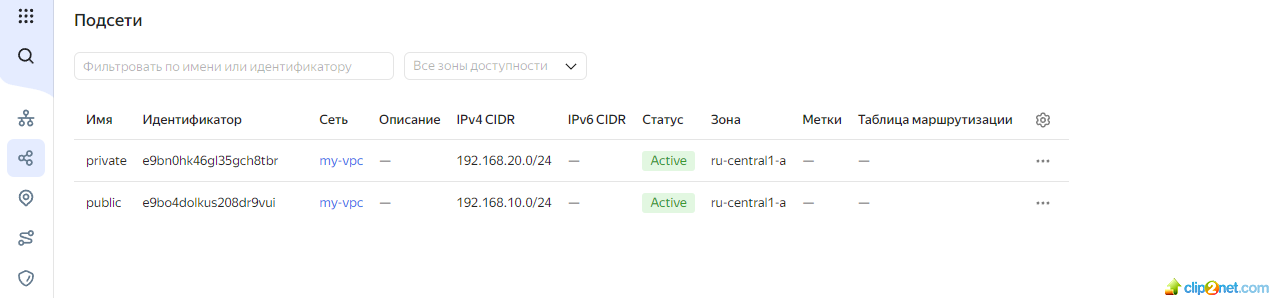 Подсети
Фильтровать по имени или идентификатору Все зоны доступности
Имя Идентификатор Сеть Описание IPv4 CIDR IPv6 CIDR Статус Зона Метки Таблица маршрутизации
private e9bn0hk46gl35gch8tbr my-vpc — 192.168.20.0/24 — Active ru-central1-a — —
public e9bo4dolkus208dr9vui my-vpc — 192.168.10.0/24 — Active ru-central1-a — —
clip2net.com